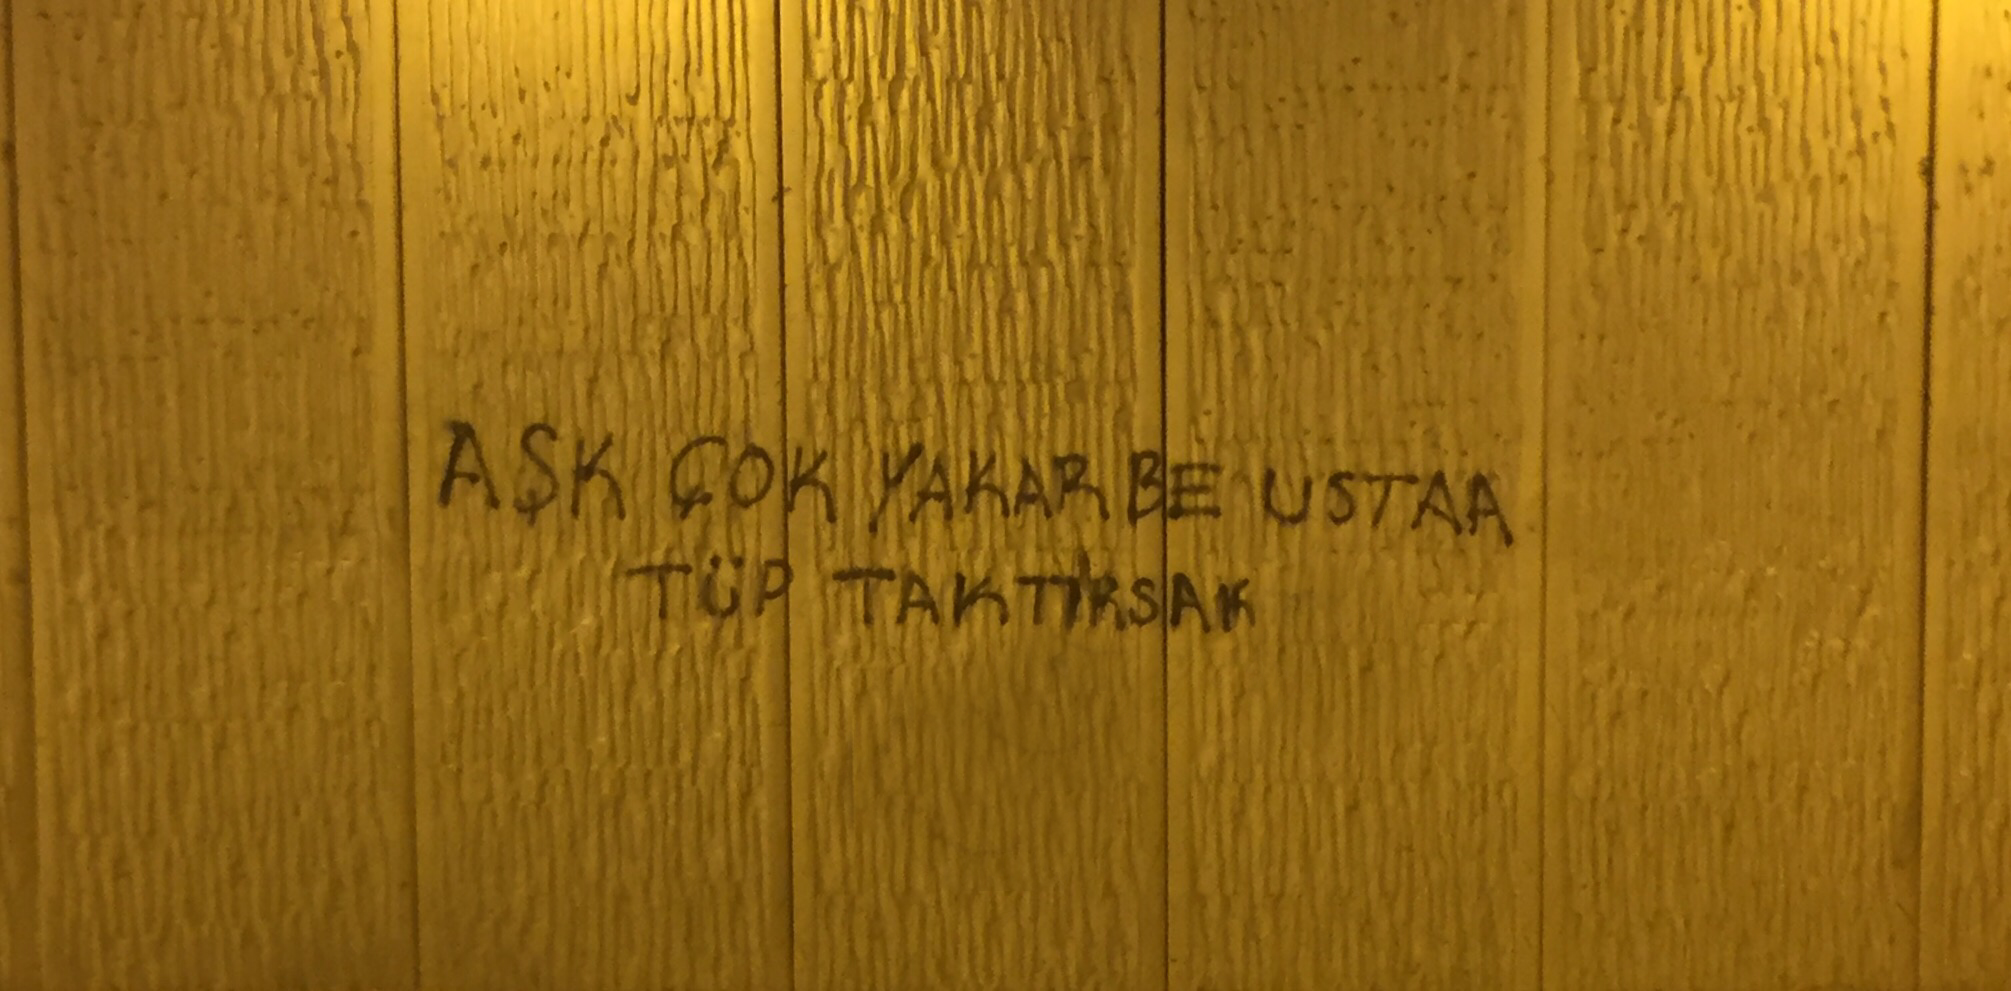 AŞK ÇOK YAKAR BE USTAA
TÜP TAKTIRSAK